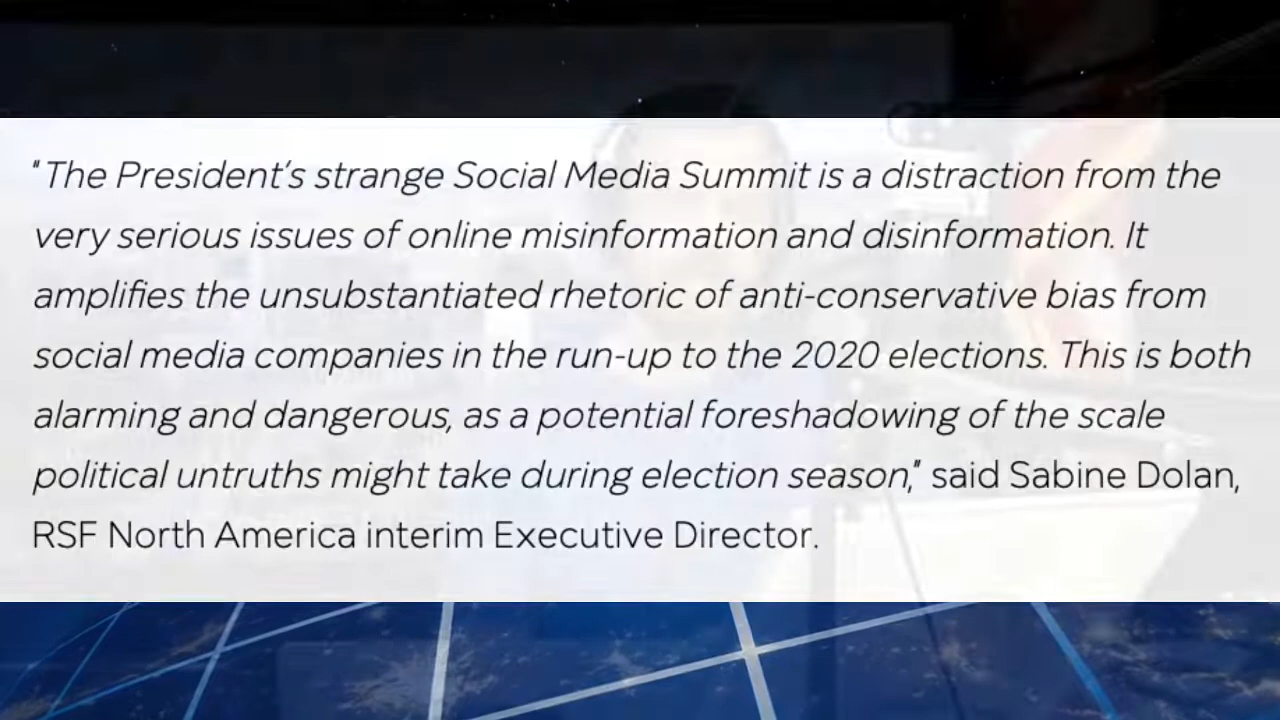 "The President's strange Social Media Summit is a distraction from the
very serious issues of online misinformation and disinformation. It
amplifies the unsubstantiated rhetoric of anti-conservative bias from
social media companies in the run-up to the 2020 elections. This is both
alarming and dangerous, as a potential foreshadowing of the scale
political untruths might take during election season," said Sabine Dolan,
RSF North America interim Executive Director.